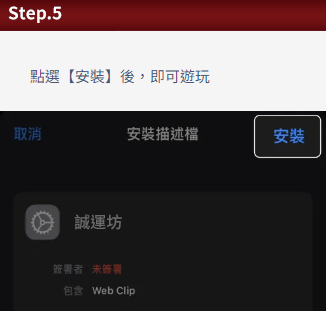 Step.5
點選【安裝】後，即可遊玩
取消 安裝描述檔 安裝
誠運坊
簽署者 未簽署
包含 Web Clip